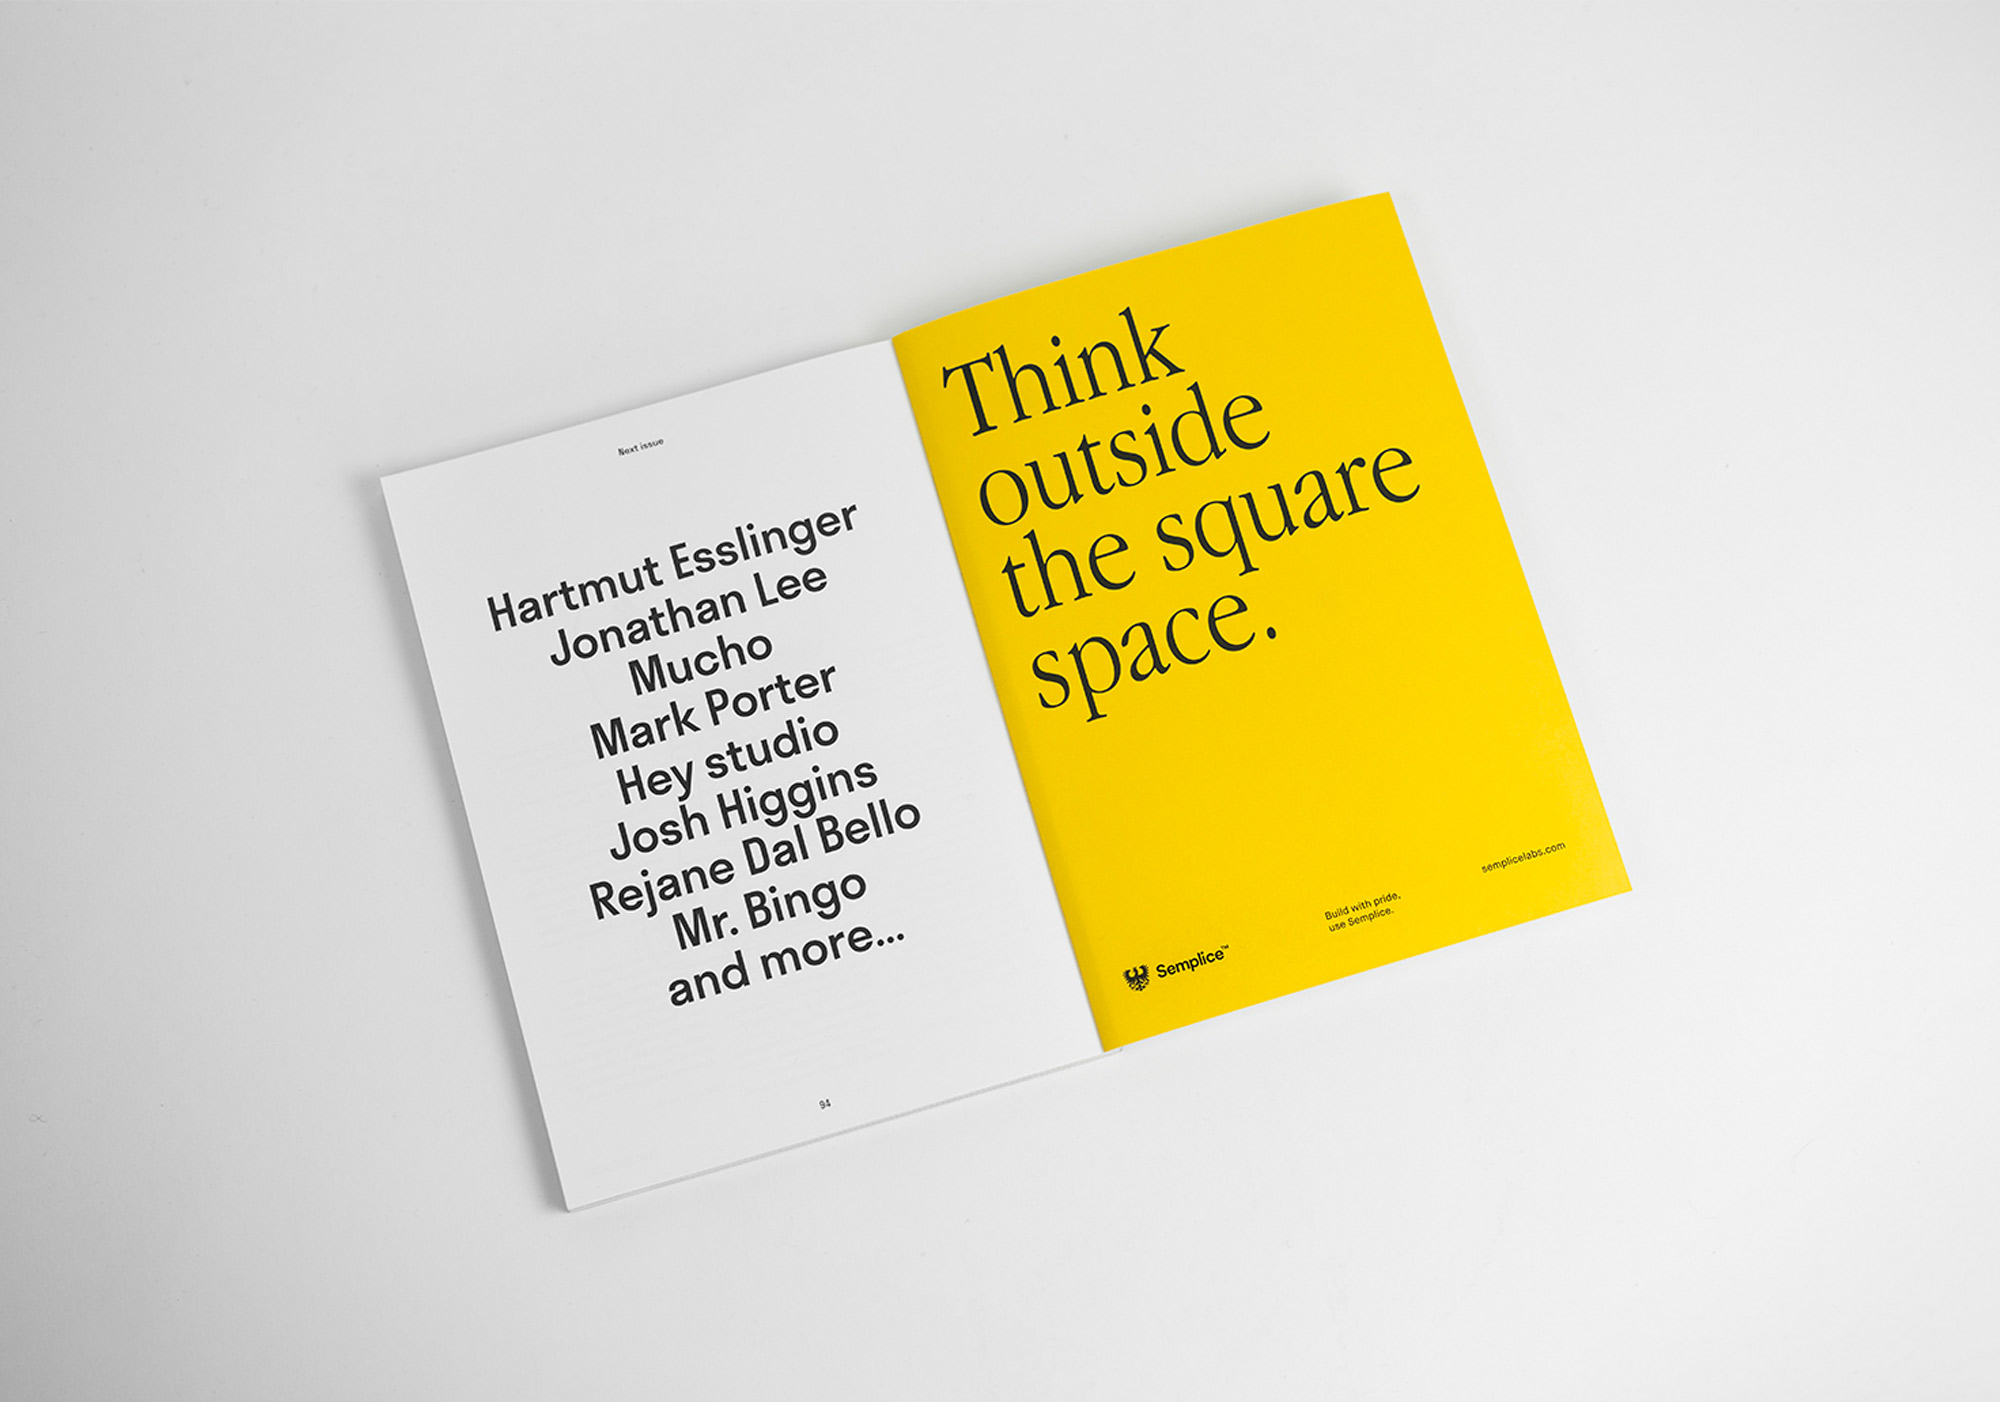 Next issue
Hartmut Esslinger
Jonathan Lee
Mucho
Mark Porter
Hey studio
Josh Higgins
Rejane Dal Bello
Mr. Bingo
and more...
94
Think
outside
the square
space.
Semplice™
Build with pride,
use Semplice.
semplicelabs.com